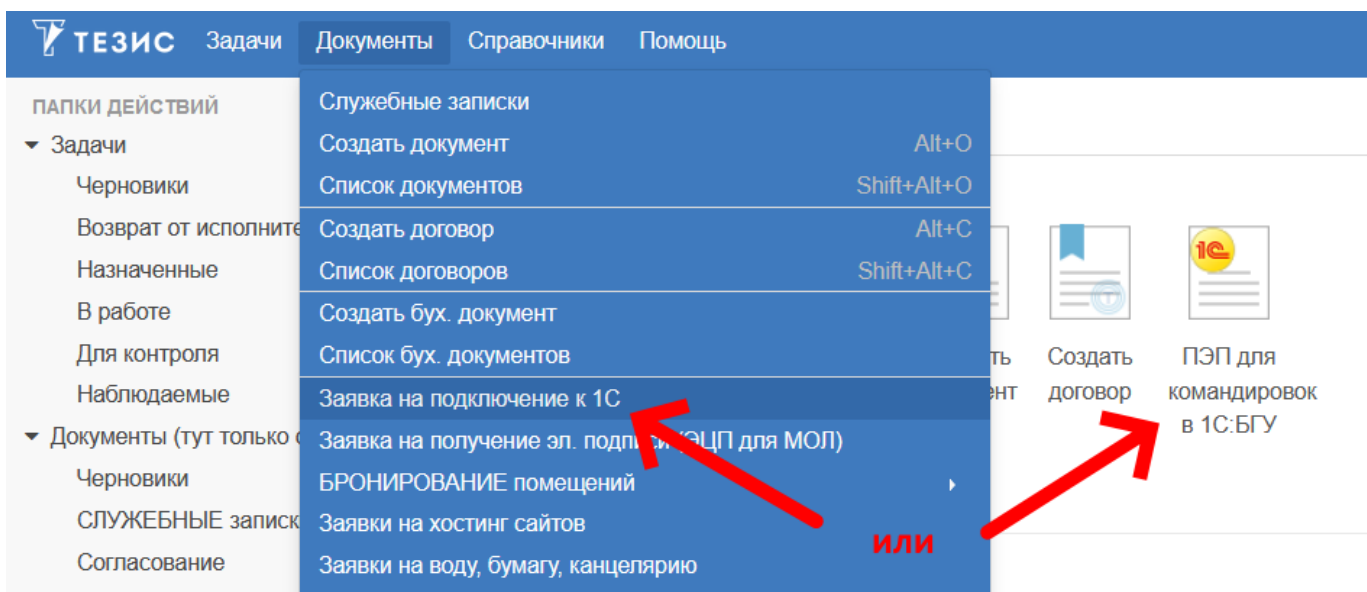 ТЕЗИС Задачи Документы Справочники Помощь
ПАПКИ ДЕЙСТВИЙ
Задачи
Черновики
Возврат от исполните
Назначенные
В работе
Для контроля
Наблюдаемые
Документы (тут только
Черновики
СЛУЖЕБНЫЕ записк
Согласование
Служебные записки
Создать документ Alt+O
Список документов Shift+Alt+O
Создать договор Alt+C
Список договоров Shift+Alt+C
Создать бух. документ
Список бух. документов
Заявка на подключение к 1С
Заявка на получение эл. подписи (ЭЦП для МОЛ)
БРОНИРОВАНИЕ помещений
Заявки на хостинг сайтов
Заявки на воду, бумагу, канцелярию
или
ть
ент
Создать
договор
1С
ПЭП для
командировок
в 1С:БГУ